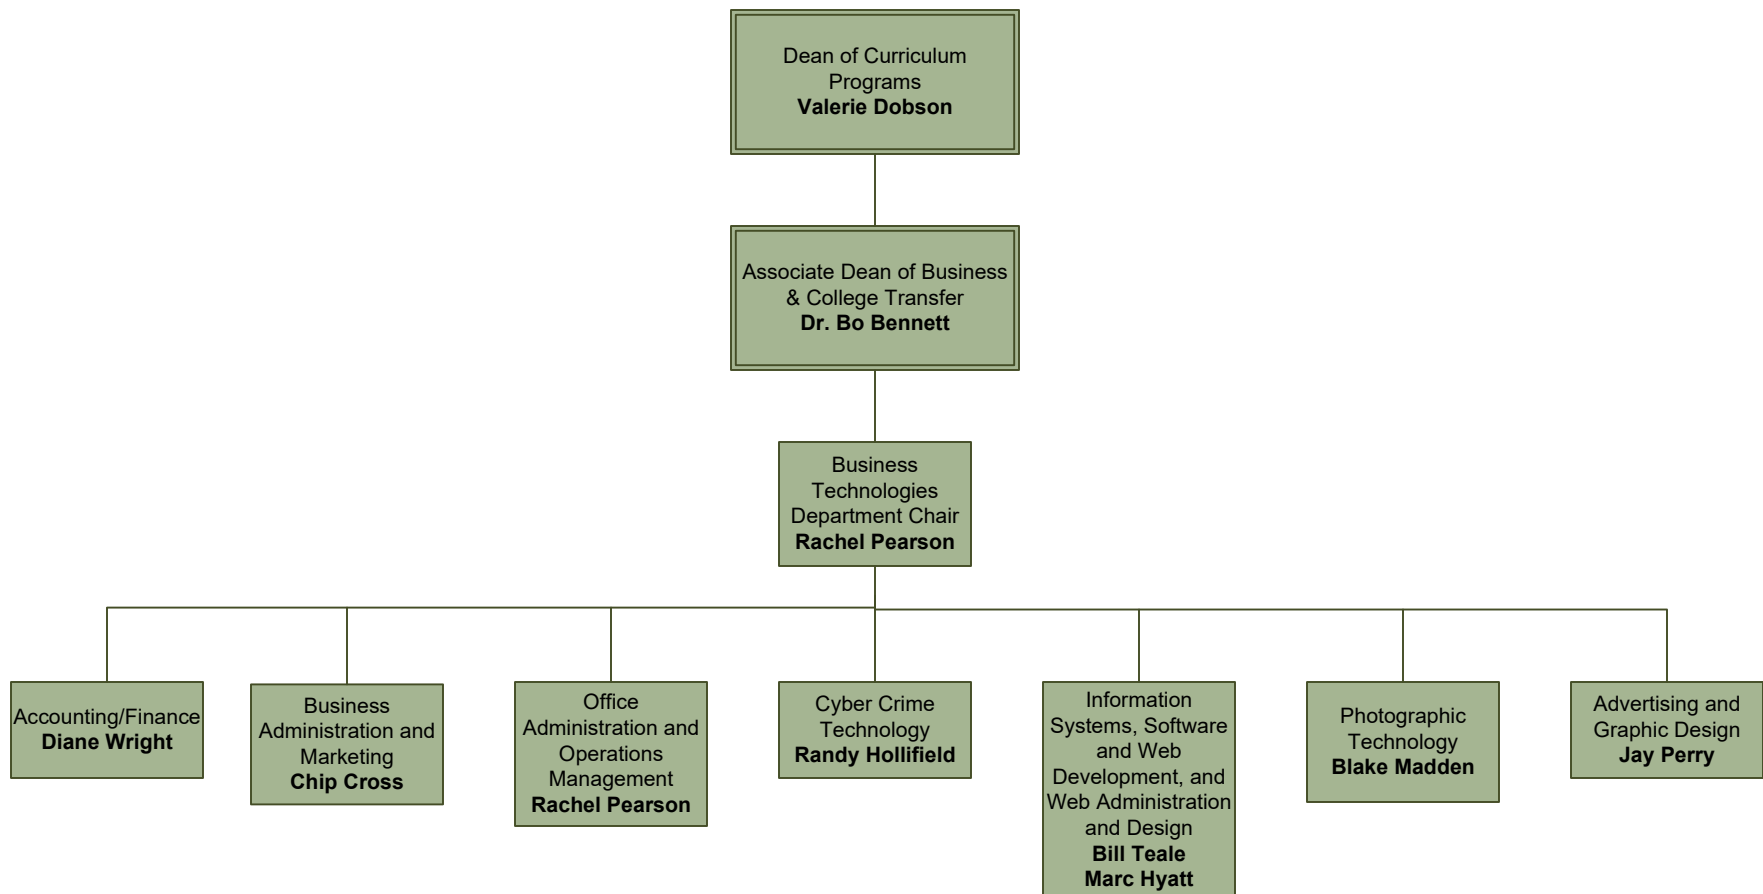 Dean of Curriculum
Programs
Valerie Dobson
Associate Dean of Business
& College Transfer
Dr. Bo Bennett
Business
Technologies
Department Chair
Rachel Pearson
Accounting/Finance
Diane Wright
Business
Administration and
Marketing
Chip Cross
Office
Administration and
Operations
Management
Rachel Pearson
Cyber Crime
Technology
Randy Hollifield
Information
Systems, Software
and Web
Development, and
Web Administration
and Design
Bill Teale
Marc Hyatt
Photographic
Technology
Blake Madden
Advertising and
Graphic Design
Jay Perry